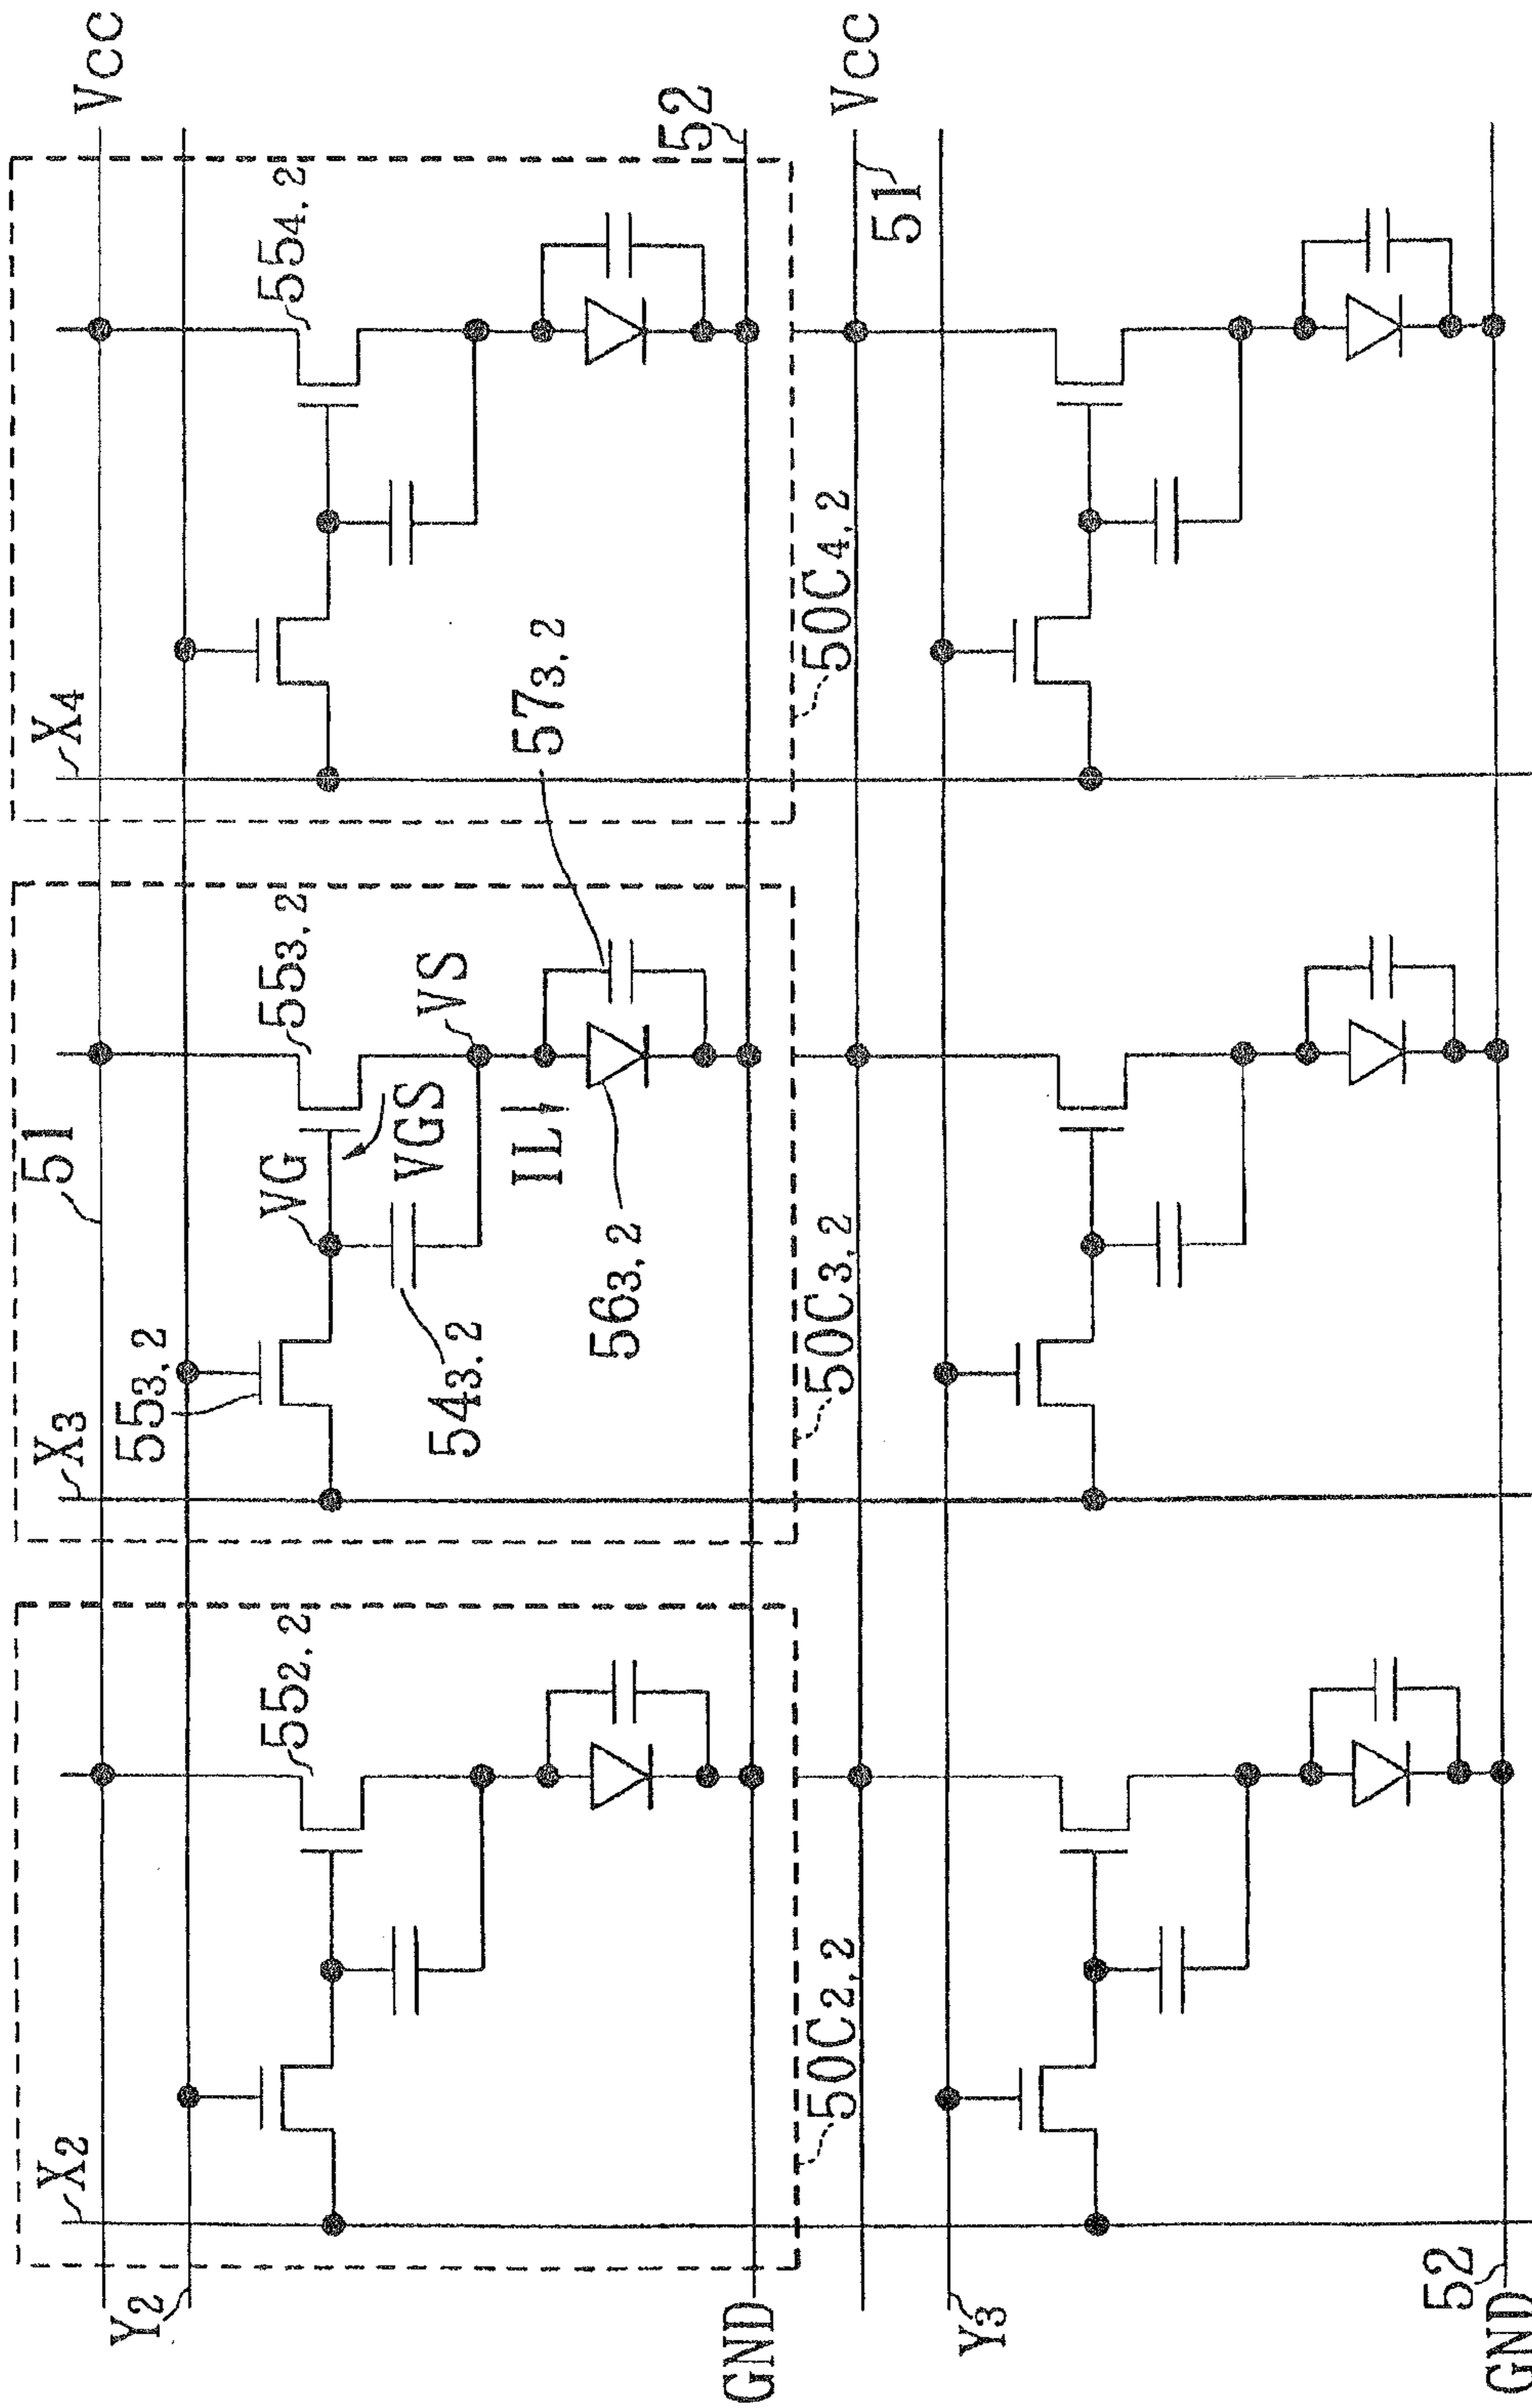 X2
X3
51
X4
Vcc
Y2
553,2
552,2
553,2
554,2
VG
VGS
VS
543.2
IL
563,2
573,2
52
GND
50C2,2
50C3,2
50C4,2
Vcc
51
Y3
52
GND